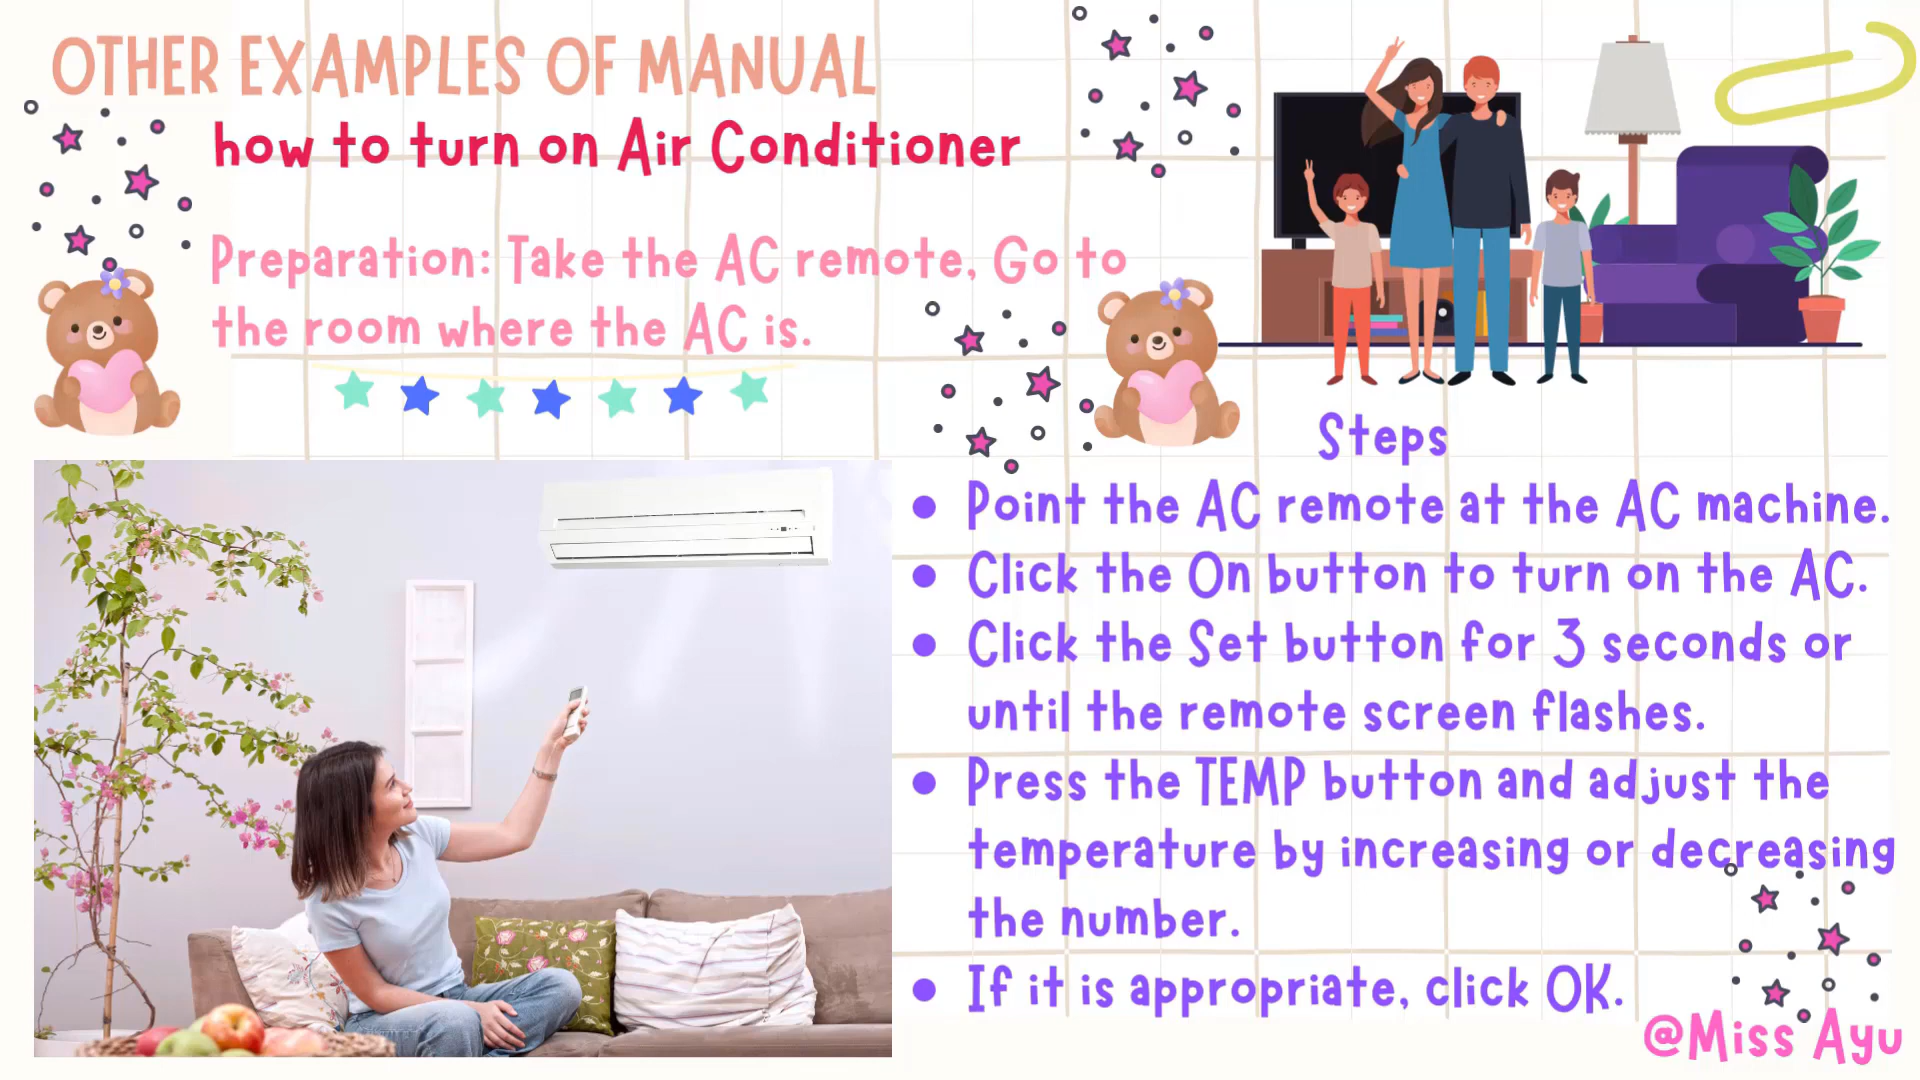 OTHER EXAMPLES OF MANUAL
how to turn on Air Conditioner
Preparation: Take the AC remote, Go to
the room where the AC is.
Steps
• Point the AC remote at the AC machine.
• Click the On button to turn on the AC.
• Click the Set button for 3 seconds or
until the remote screen flashes.
• Press the TEMP button and adjust the
temperature by increasing or decreasing
the number.
• If it is appropriate, click OK.
@Miss Ayu